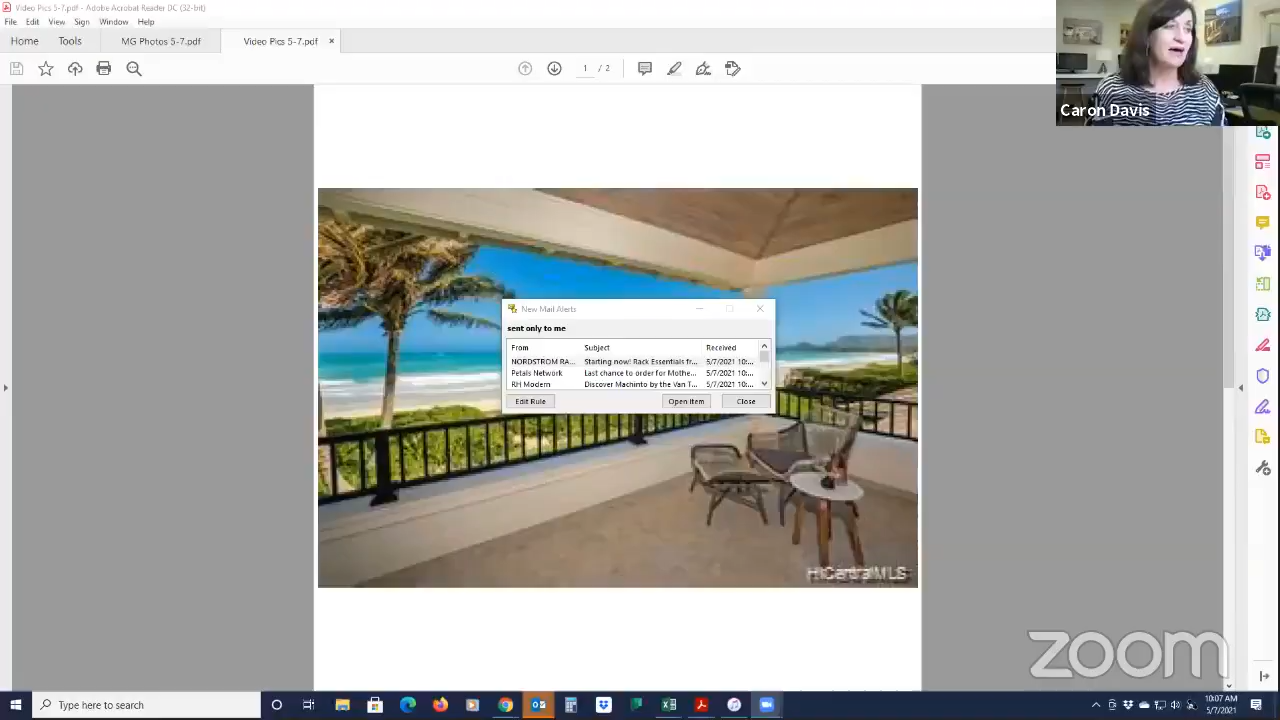 Video Pics 5-7.pdf - Adobe Acrobat Reader DC (32-bit)
File Edit View Sign Window Help
Home Tools MG Photos 5-7.pdf Video Pics 5-7.pdf ×
1 / 2
Caron Davis
New Mail Alerts
sent only to me
From Subject Received
NORDSTROM RA... Starting now! Rack Essentials fr... 5/7/2021 10:...
Petals Network Last chance to order for Mothe... 5/7/2021 10:...
RH Modern Discover Machinto by the Van T... 5/7/2021 10:...
Edit Rule Open Item Close
HICentralMLS
zoom
Type here to search
10:07 AM
5/7/2021